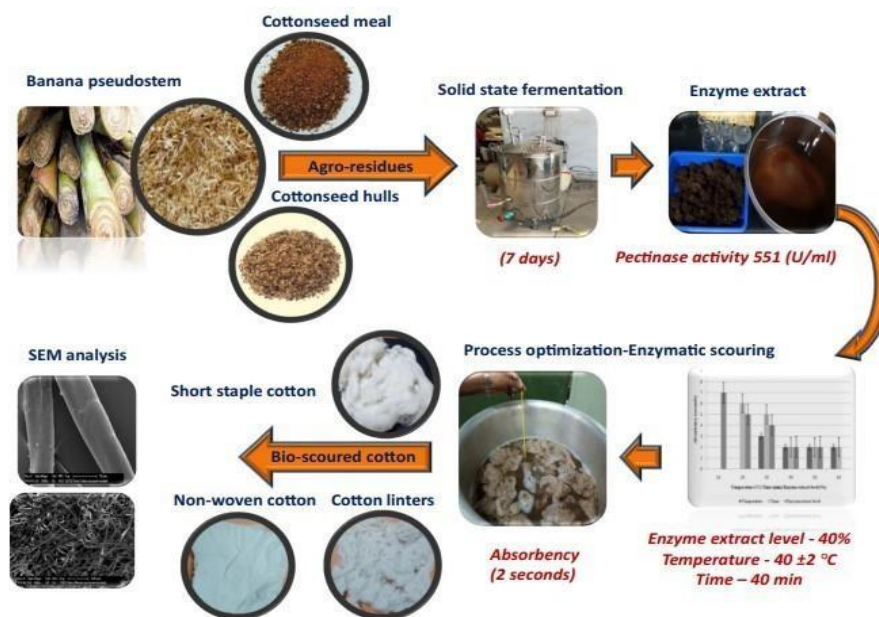 Cottonseed meal
Banana pseudostem
Solid state fermentation
Enzyme extract
Agro-residues
Cottonseed hulls
(7 days)
Pectinase activity 551 (U/ml)
Process optimization-Enzymatic scouring
Enzyme extract level - 40%
Temperature - 40 ±2 °C
Time – 40 min
Absorbency
(2 seconds)
Short staple cotton
Bio-scoured cotton
Non-woven cotton
Cotton linters
SEM analysis